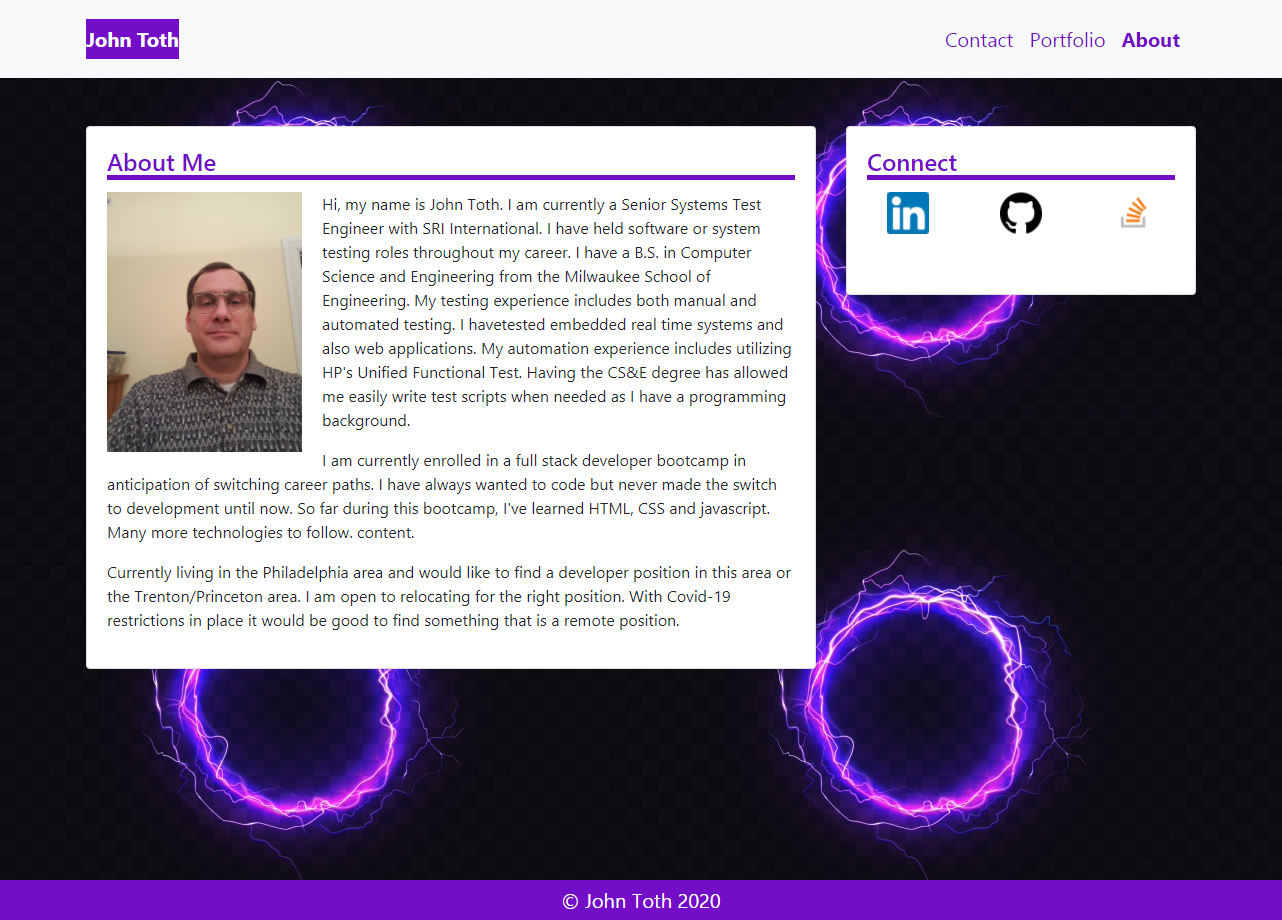 John Toth
Contact Portfolio About
About Me
Hi, my name is John Toth. I am currently a Senior Systems Test
Engineer with SRI International. I have held software or system
testing roles throughout my career. I have a B.S. in Computer
Science and Engineering from the Milwaukee School of
Engineering. My testing experience includes both manual and
automated testing. I havetested embedded real time systems and
also web applications. My automation experience includes utilizing
HP's Unified Functional Test. Having the CS&E degree has allowed
me easily write test scripts when needed as I have a programming
background.
I am currently enrolled in a full stack developer bootcamp in
anticipation of switching career paths. I have always wanted to code but never made the switch
to development until now. So far during this bootcamp, I've learned HTML, CSS and javascript.
Many more technologies to follow. content.
Currently living in the Philadelphia area and would like to find a developer position in this area or
the Trenton/Princeton area. I am open to relocating for the right position. With Covid-19
restrictions in place it would be good to find something that is a remote position.
Connect
in
© John Toth 2020